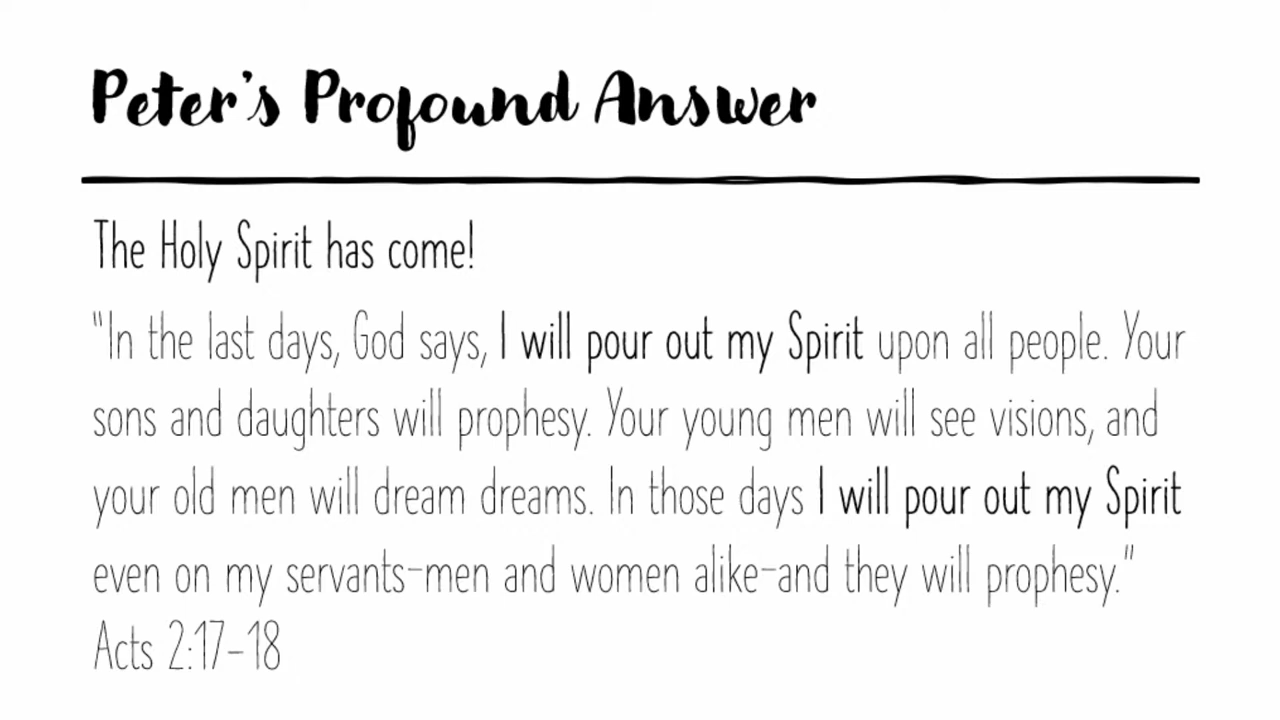 Peter's Profound Answer
The Holy Spirit has come!
"In the last days, God says, I will pour out my Spirit upon all people. Your
sons and daughters will prophesy. Your young men will see visions, and
your old men will dream dreams. In those days I will pour out my Spirit
even on my servants—men and women alike—and they will prophesy."
Acts 2:17–18